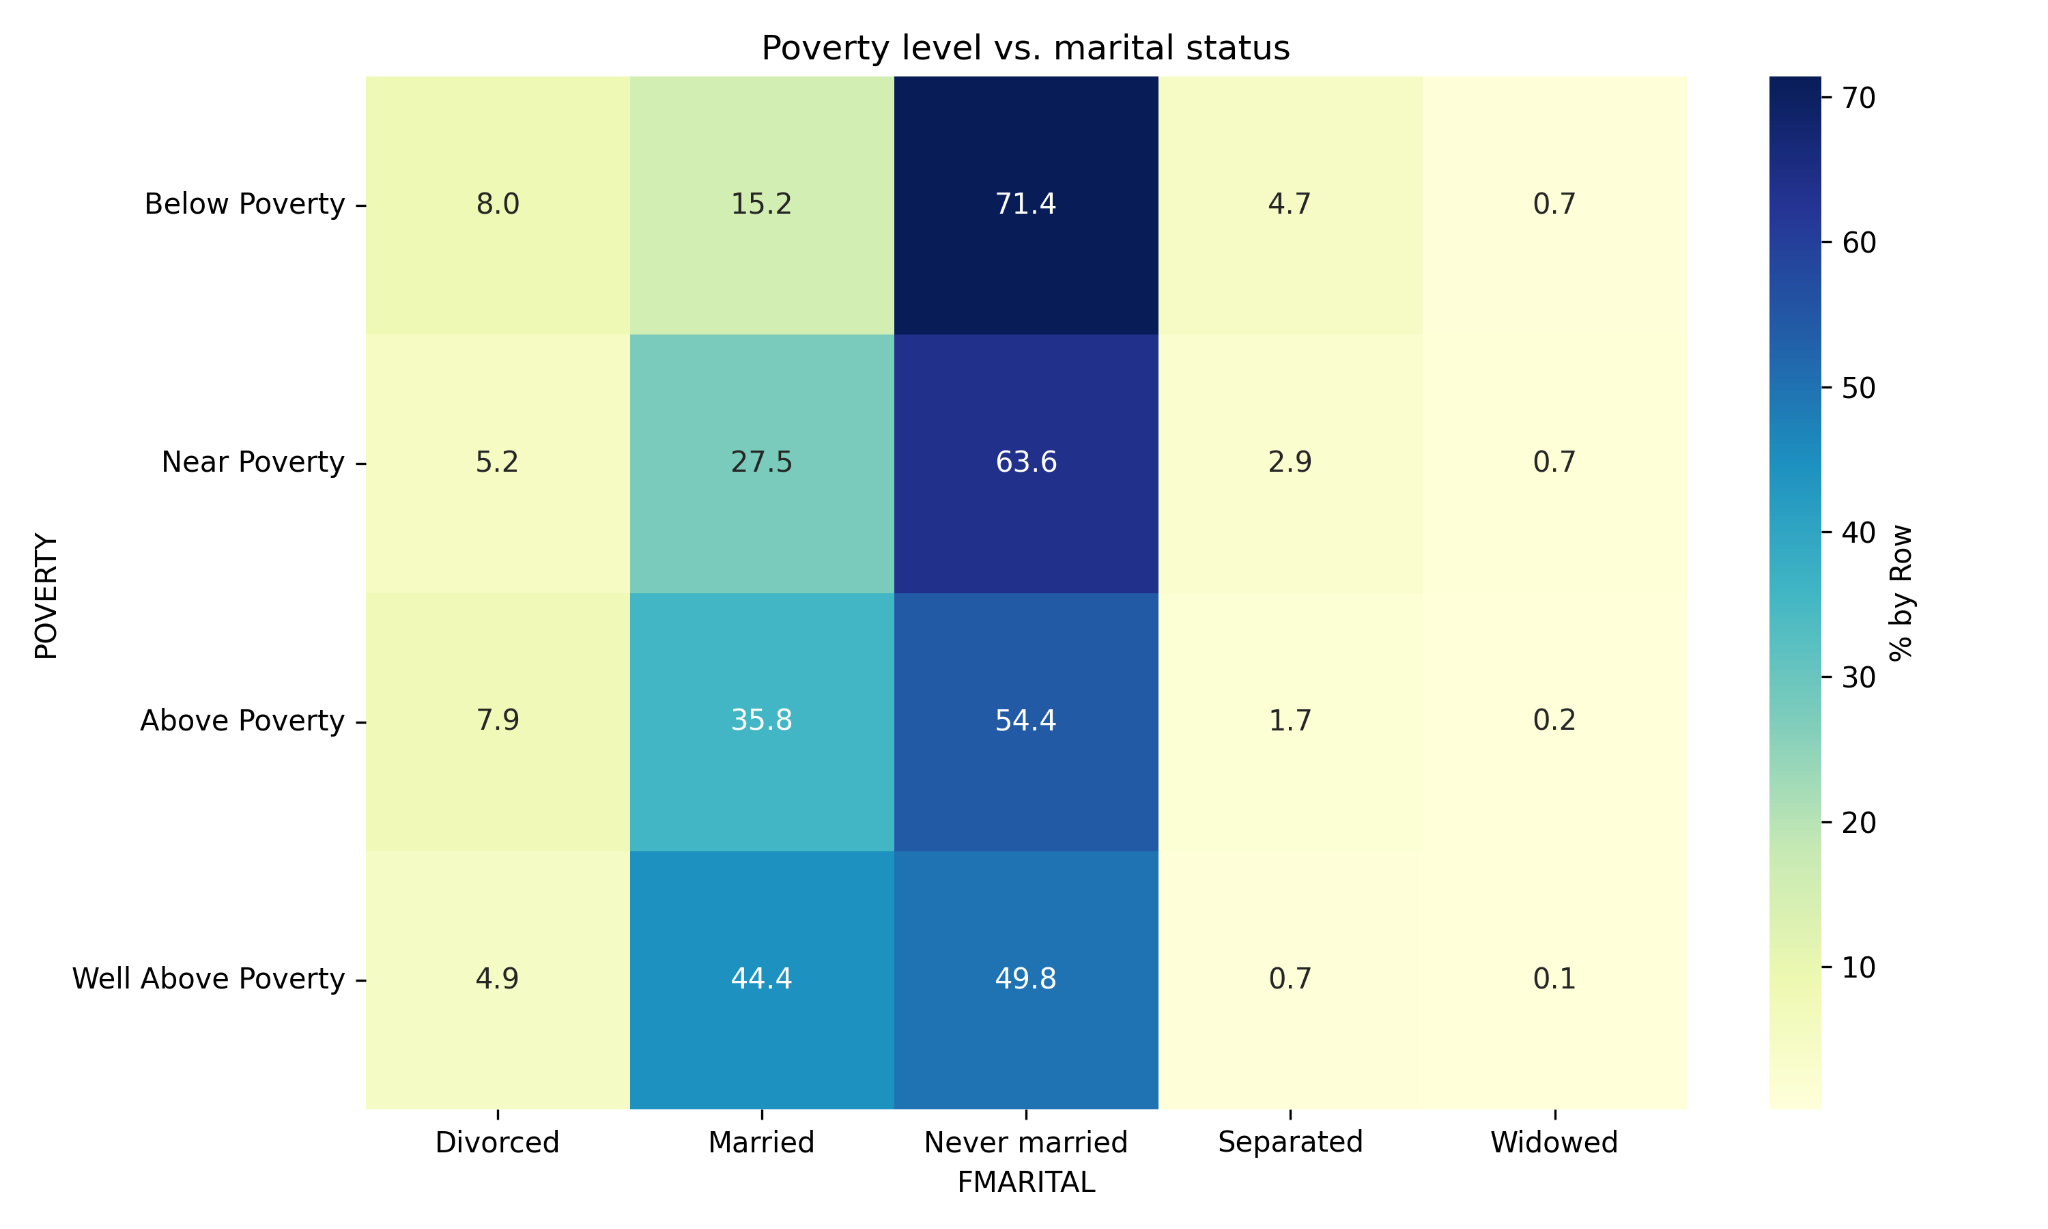 Poverty level vs. marital status
POVERTY
Below Poverty 8.0 15.2 71.4 4.7 0.7
Near Poverty 5.2 27.5 63.6 2.9 0.7
Above Poverty 7.9 35.8 54.4 1.7 0.2
Well Above Poverty 4.9 44.4 49.8 0.7 0.1
Divorced Married Never married Separated Widowed
FMARITAL
70
60
50
40
30
20
10
% by Row